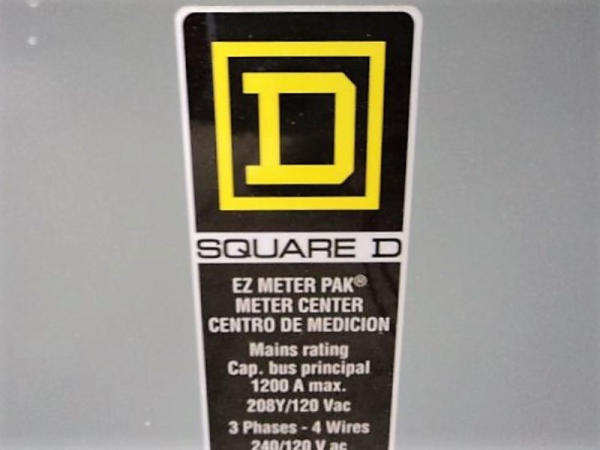 D
SQUARE D
EZ METER PAK®
METER CENTER
CENTRO DE MEDICION
Mains rating
Cap. bus principal
1200 A max.
208Y/120 Vac
3 Phases - 4 Wires
240/120 V ac